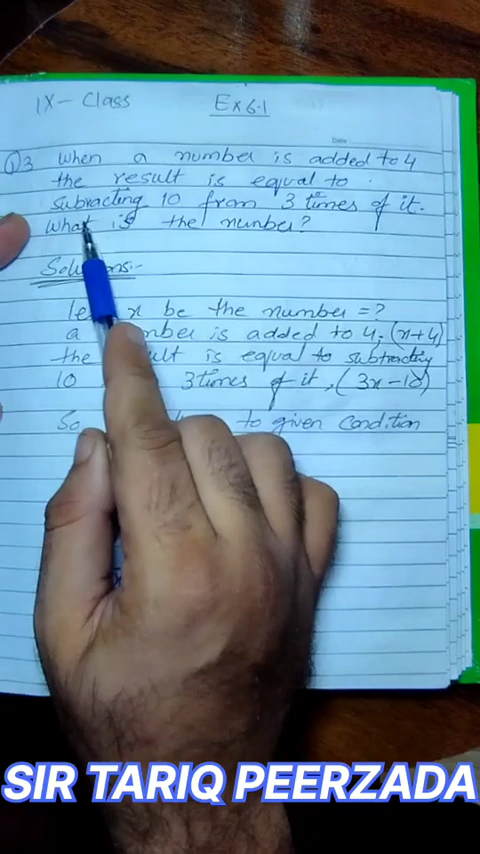 IX - Class
Ex 6.1
Date
Q3 When a number is added to 4
the result is equal to
subracting 10 from 3 times of it.
What is the number?
Solutions:-
let x be the number = ?
a number is added to 4, (x+4)
the result is equal to subtracting
10 3 times of it, (3x-10)
So to given Condition
SIR TARIQ PEERZADA